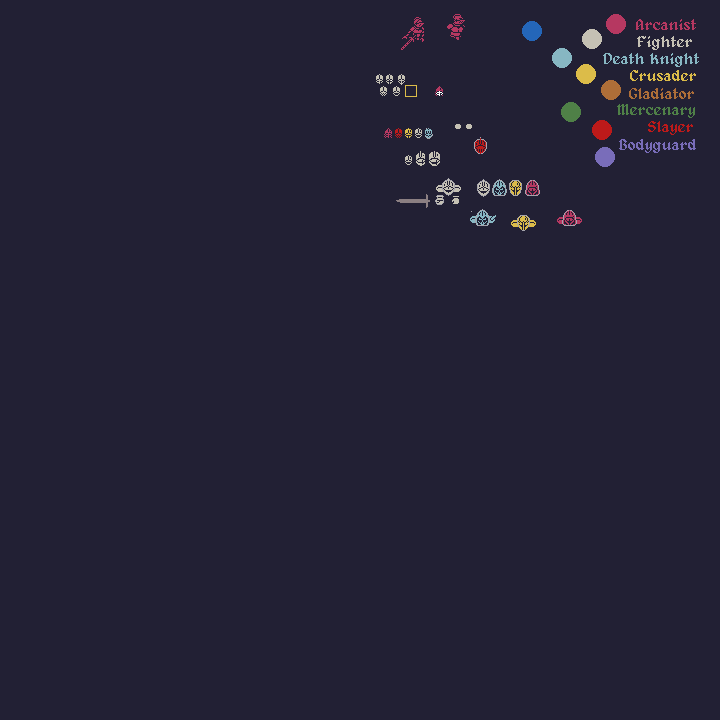 Arcanist
Fighter
Death Knight
Crusader
Gladiator
Mercenary
Slayer
Bodyguard